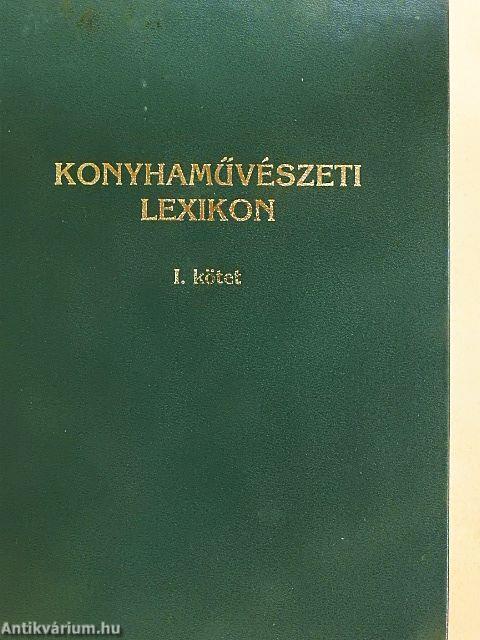 KONYHAMŰVÉSZETI
LEXIKON
I. kötet
Antikvárium.hu